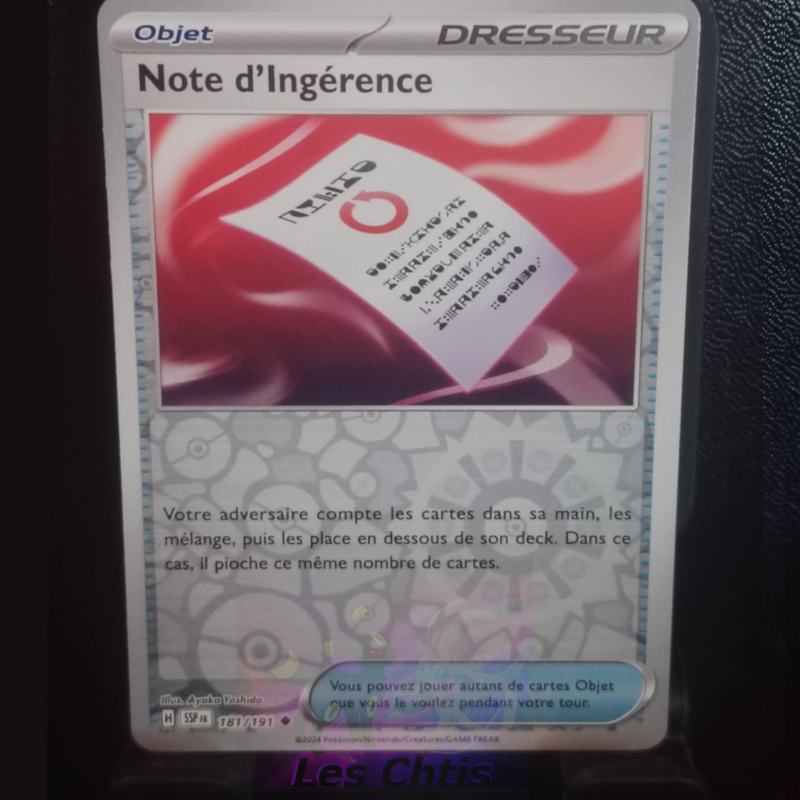 Objet
DRESSEUR
Note d'Ingérence
Votre adversaire compte les cartes dans sa main, les
mélange, puis les place en dessous de son deck. Dans ce
cas, il pioche ce même nombre de cartes.
Vous pouvez jouer autant de cartes Objet
que vous le voulez pendant votre tour.
Illus. Ayaka Yoshida
H SSP FR 181/191
©2024 Pokémon/Nintendo/Creatures/GAME FREAK
Les Chtis